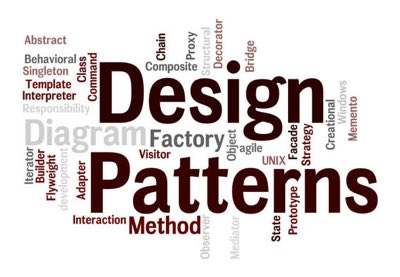 Abstract
Behavioral
Singleton
Template
Interpreter
Responsibility
Class
Command
Chain
Composite
Proxy
Structural
Decorator
Bridge
Design
Diagram
Factory
Object
agile
UNIX
Facade
Strategy
Creational
Windows
Memento
Iterator
Builder
Flyweight
development
Adapter
Visitor
Patterns
Interaction
Method
Observer
Mediator
State
Prototype